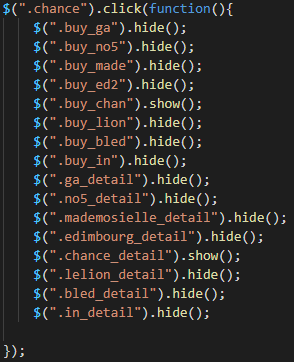 $(".chance").click(function(){
$(".buy_ga").hide();
$(".buy_no5").hide();
$(".buy_made").hide();
$(".buy_ed2").hide();
$(".buy_chan").show();
$(".buy_lion").hide();
$(".buy_bled").hide();
$(".buy_in").hide();
$(".ga_detail").hide();
$(".no5_detail").hide();
$(".mademosielle_detail").hide();
$(".edimbourg_detail").hide();
$(".chance_detail").show();
$(".lelion_detail").hide();
$(".bled_detail").hide();
$(".in_detail").hide();
});